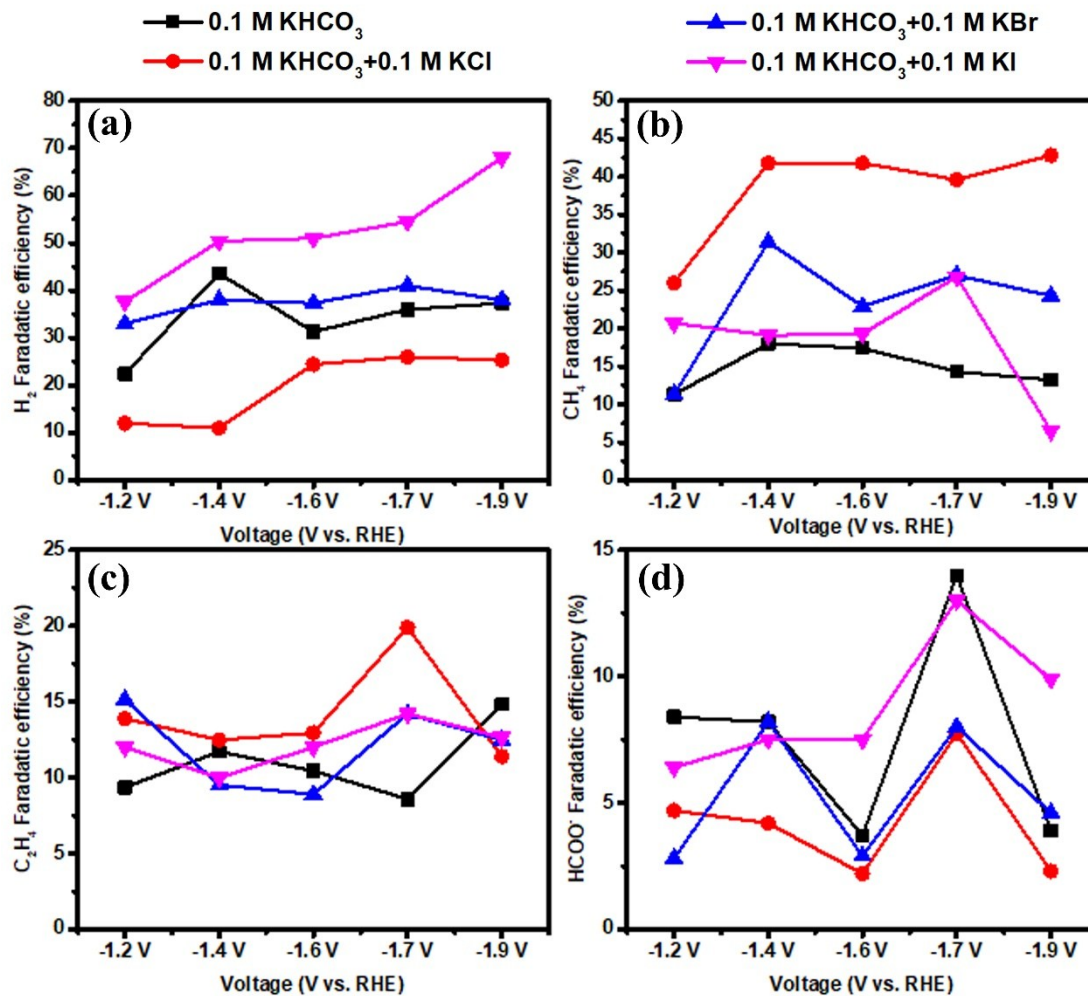 0.1 M KHCO₃
0.1 M KHCO₃+0.1 M KBr
0.1 M KHCO₃+0.1 M KCl
0.1 M KHCO₃+0.1 M KI
(a)
H₂ Faradatic efficiency (%)
80
70
60
50
40
30
20
10
0
-1.2 V -1.4 V -1.6 V -1.7 V -1.9 V
Voltage (V vs. RHE)
(b)
CH₄ Faradatic efficiency (%)
50
45
40
35
30
25
20
15
10
5
0
-1.2 V -1.4 V -1.6 V -1.7 V -1.9 V
Voltage (V vs. RHE)
(c)
C₂H₄ Faradatic efficiency (%)
25
20
15
10
5
0
-1.2 V -1.4 V -1.6 V -1.7 V -1.9 V
Voltage (V vs. RHE)
(d)
HCOO⁻ Faradatic efficiency (%)
15
10
5
0
-1.2 V -1.4 V -1.6 V -1.7 V -1.9 V
Voltage (V vs. RHE)